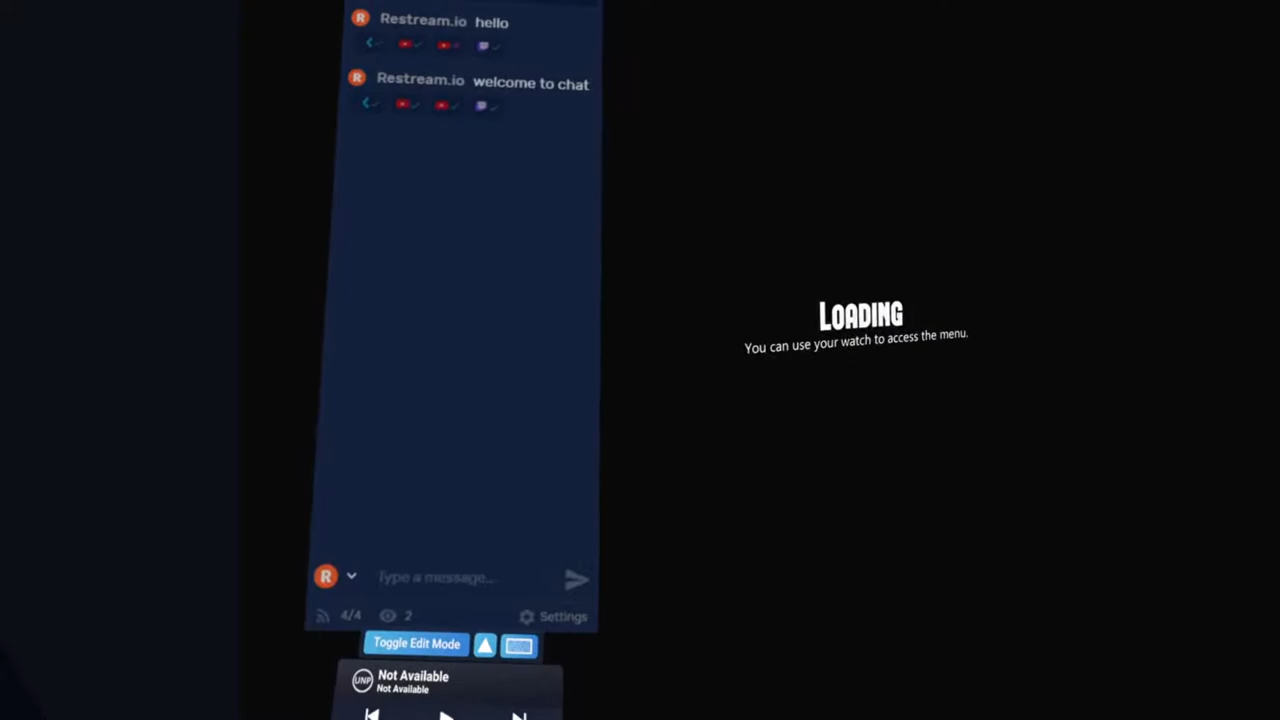 R Restream.io hello
R Restream.io welcome to chat
LOADING
You can use your watch to access the menu.
R Type a message...
4/4 2 Settings
Toggle Edit Mode
UNP Not Available
Not Available